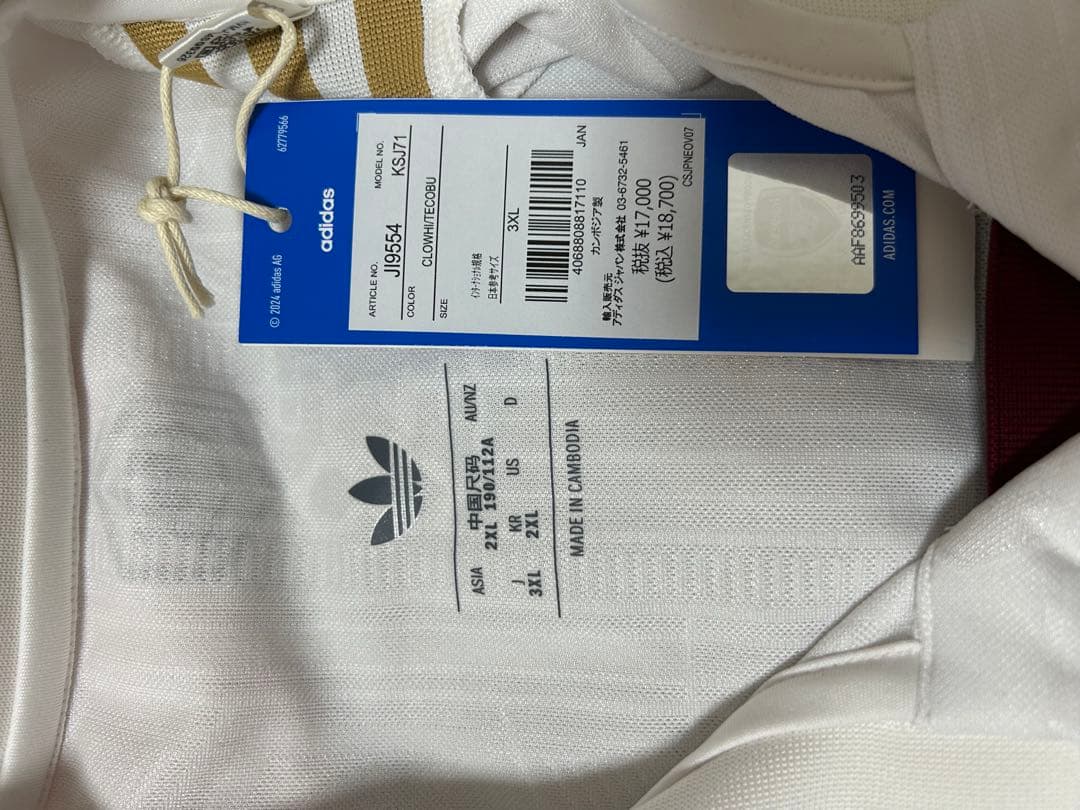 © 2024 adidas AG
62779566
adidas
ARTICLE NO.
MODEL NO.
JI9554
KSJ71
COLOR
CLOWHI/TECOBU
SIZE
インターナショナル規格
日本参考サイズ
3XL
4068808817110
JAN
カンボジア製
輸入販売元
アディダス ジャパン株式会社 03-6732-5461
税抜 ¥17,000
(税込 ¥18,700)
CSJPNEOV07
AAF8699503
ADIDAS.COM
ASIA 中国尺码 AU/NZ
2XL 190/112A
J KR US D
3XL 2XL
MADE IN CAMBODIA